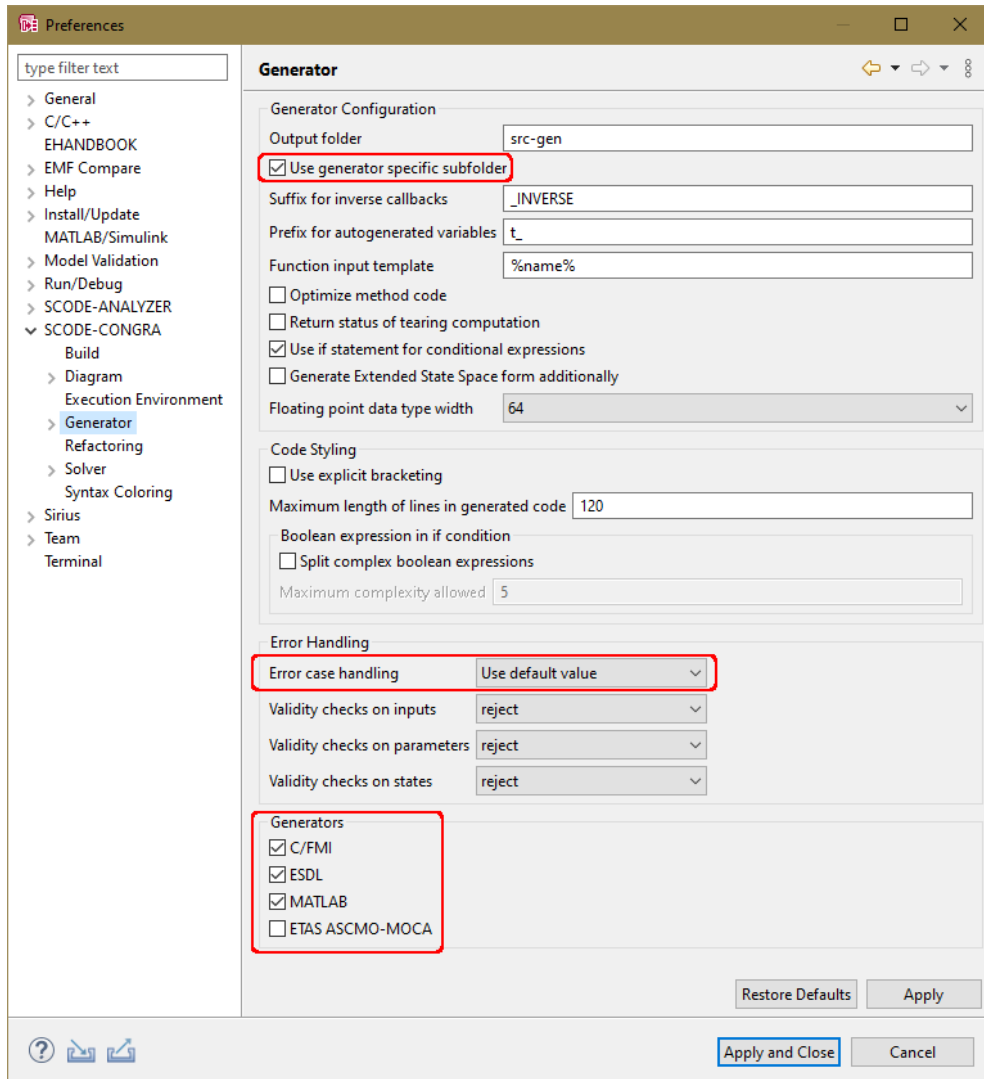 Preferences
type filter text
General
C/C++
EHANDBOOK
EMF Compare
Help
Install/Update
MATLAB/Simulink
Model Validation
Run/Debug
SCODE-ANALYZER
SCODE-CONGRA
Build
Diagram
Execution Environment
Generator
Refactoring
Solver
Syntax Coloring
Sirius
Team
Terminal
Generator
Generator Configuration
Output folder src-gen
Use generator specific subfolder
Suffix for inverse callbacks _INVERSE
Prefix for autogenerated variables t_
Function input template %name%
Optimize method code
Return status of tearing computation
Use if statement for conditional expressions
Generate Extended State Space form additionally
Floating point data type width 64
Code Styling
Use explicit bracketing
Maximum length of lines in generated code 120
Boolean expression in if condition
Split complex boolean expressions
Maximum complexity allowed 5
Error Handling
Error case handling Use default value
Validity checks on inputs reject
Validity checks on parameters reject
Validity checks on states reject
Generators
C/FMI
ESDL
MATLAB
ETAS ASCMO-MOCA
Restore Defaults Apply
? Apply and Close Cancel